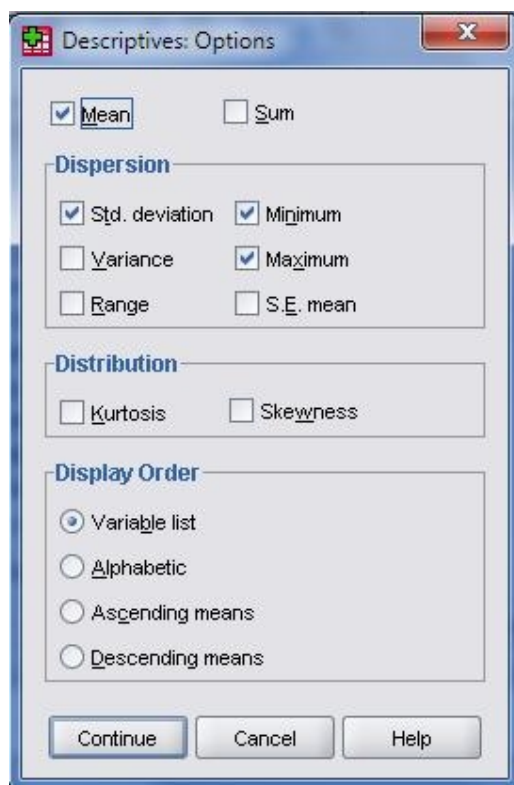 Descriptives: Options
Mean Sum
Dispersion
Std. deviation Minimum
Variance Maximum
Range S.E. mean
Distribution
Kurtosis Skewness
Display Order
Variable list
Alphabetic
Ascending means
Descending means
Continue Cancel Help